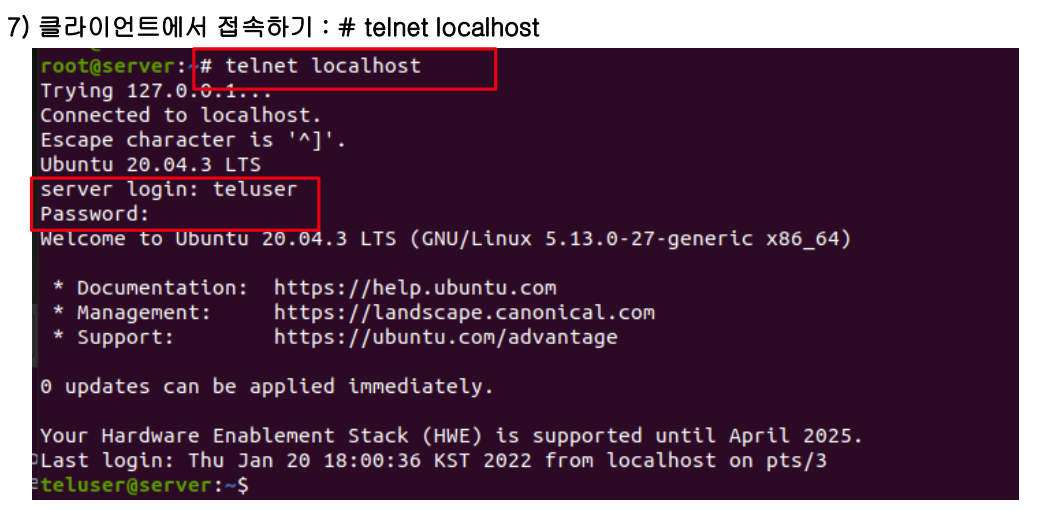 7) 클라이언트에서 접속하기 : # telnet localhost
root@server:~# telnet localhost
Trying 127.0.0.1...
Connected to localhost.
Escape character is '^]'.
Ubuntu 20.04.3 LTS
server login: teluser
Password:
Welcome to Ubuntu 20.04.3 LTS (GNU/Linux 5.13.0-27-generic x86_64)
* Documentation: https://help.ubuntu.com
* Management: https://landscape.canonical.com
* Support: https://ubuntu.com/advantage
0 updates can be applied immediately.
Your Hardware Enablement Stack (HWE) is supported until April 2025.
Last login: Thu Jan 20 18:00:36 KST 2022 from localhost on pts/3
teluser@server:~$